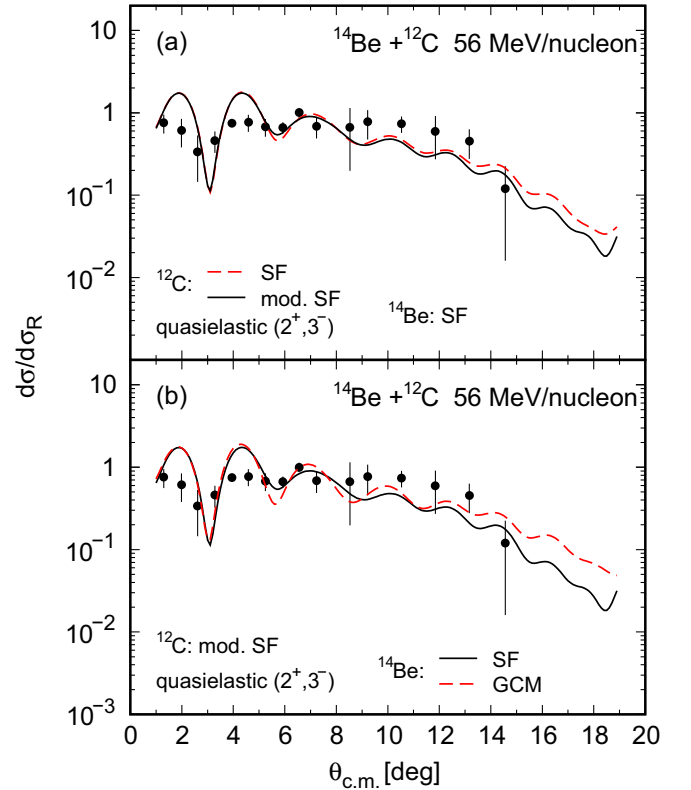 (a) ¹⁴Be + ¹²C 56 MeV/nucleon
10
1
10⁻¹
10⁻²
¹²C: SF
mod. SF
quasielastic (2⁺,3⁻)
¹⁴Be: SF
dσ/dσ_R
(b) ¹⁴Be + ¹²C 56 MeV/nucleon
10
1
10⁻¹
10⁻²
10⁻³
¹²C: mod. SF
quasielastic (2⁺,3⁻)
¹⁴Be: SF
GCM
0 2 4 6 8 10 12 14 16 18 20
θ_c.m. [deg]